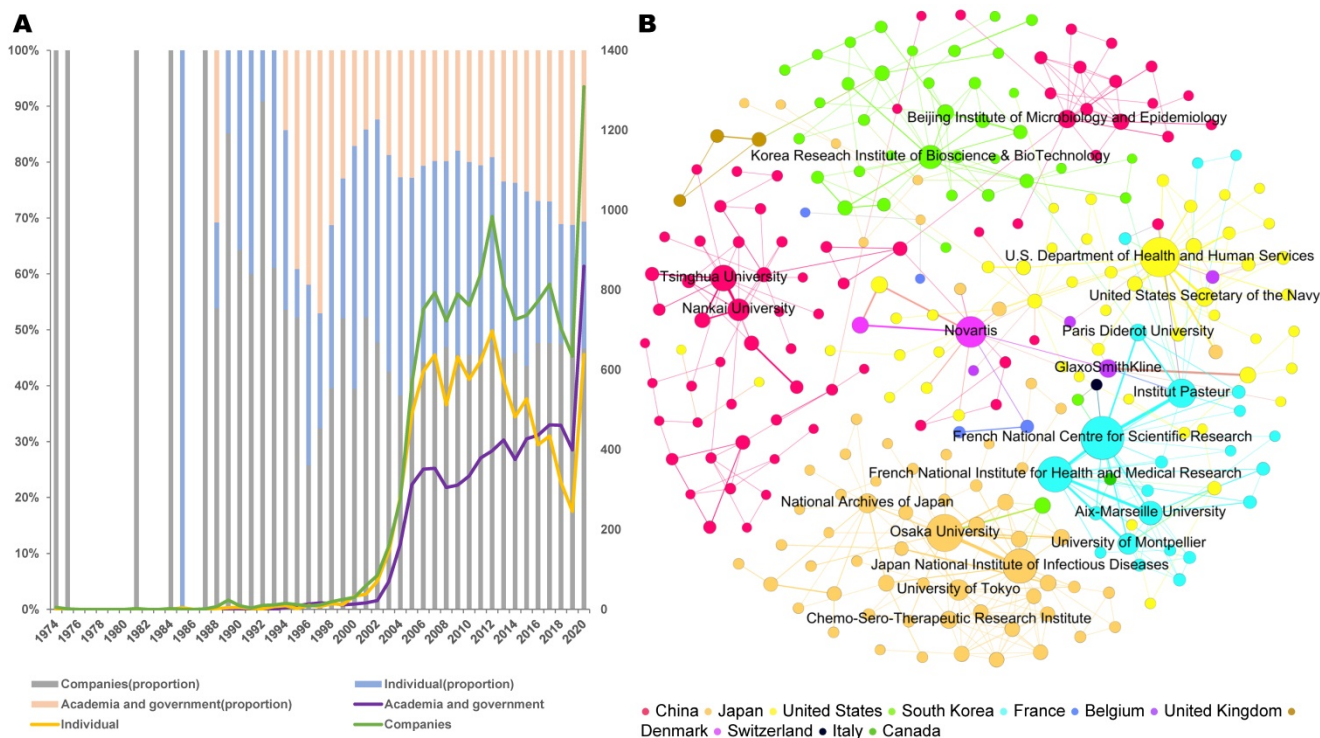 A
100%
90%
80%
70%
60%
50%
40%
30%
20%
10%
0%
1400
1200
1000
800
600
400
200
0
1974
1976
1978
1980
1982
1984
1986
1988
1990
1992
1994
1996
1998
2000
2002
2004
2006
2008
2010
2012
2014
2016
2018
2020
Companies(proportion)
Individual(proportion)
Academia and government(proportion)
Academia and government
Individual
Companies
B
Beijing Institute of Microbiology and Epidemiology
Korea Reseach Institute of Bioscience & BioTechnology
U.S. Department of Health and Human Services
Tsinghua University
United States Secretary of the Navy
Nankai University
Novartis
Paris Diderot University
GlaxoSmithKline
Institut Pasteur
French National Centre for Scientific Research
French National Institute for Health and Medical Research
National Archives of Japan
Aix-Marseille University
Osaka University
University of Montpellier
Japan National Institute of Infectious Diseases
University of Tokyo
Chemo-Sero-Therapeutic Research Institute
China Japan United States South Korea France Belgium United Kingdom
Denmark Switzerland Italy Canada